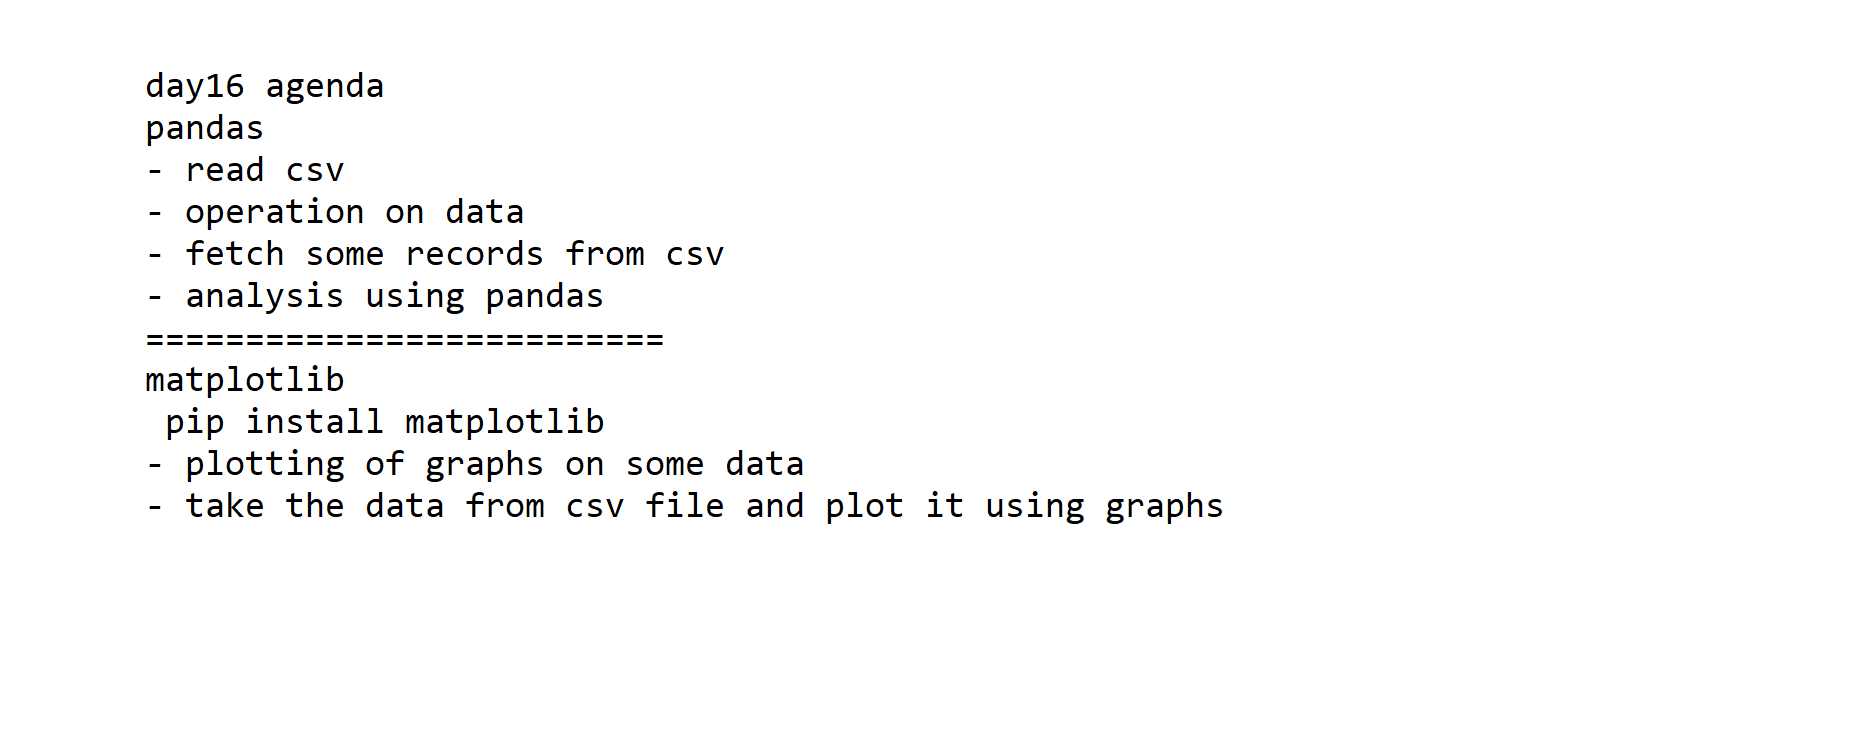 day16 agenda
pandas
- read csv
- operation on data
- fetch some records from csv
- analysis using pandas
==========================
matplotlib
 pip install matplotlib
- plotting of graphs on some data
- take the data from csv file and plot it using graphs